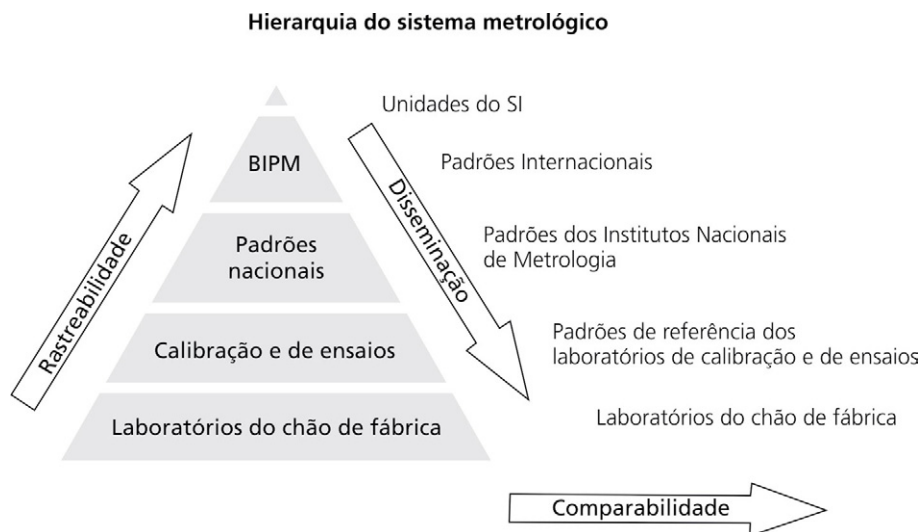 Hierarquia do sistema metrológico
Unidades do SI
BIPM
Padrões Internacionais
Rastreabilidade
Disseminação
Padrões
nacionais
Padrões dos Institutos Nacionais
de Metrologia
Calibração e de ensaios
Padrões de referência dos
laboratórios de calibração e de ensaios
Laboratórios do chão de fábrica
Laboratórios do chão de fábrica
Comparabilidade